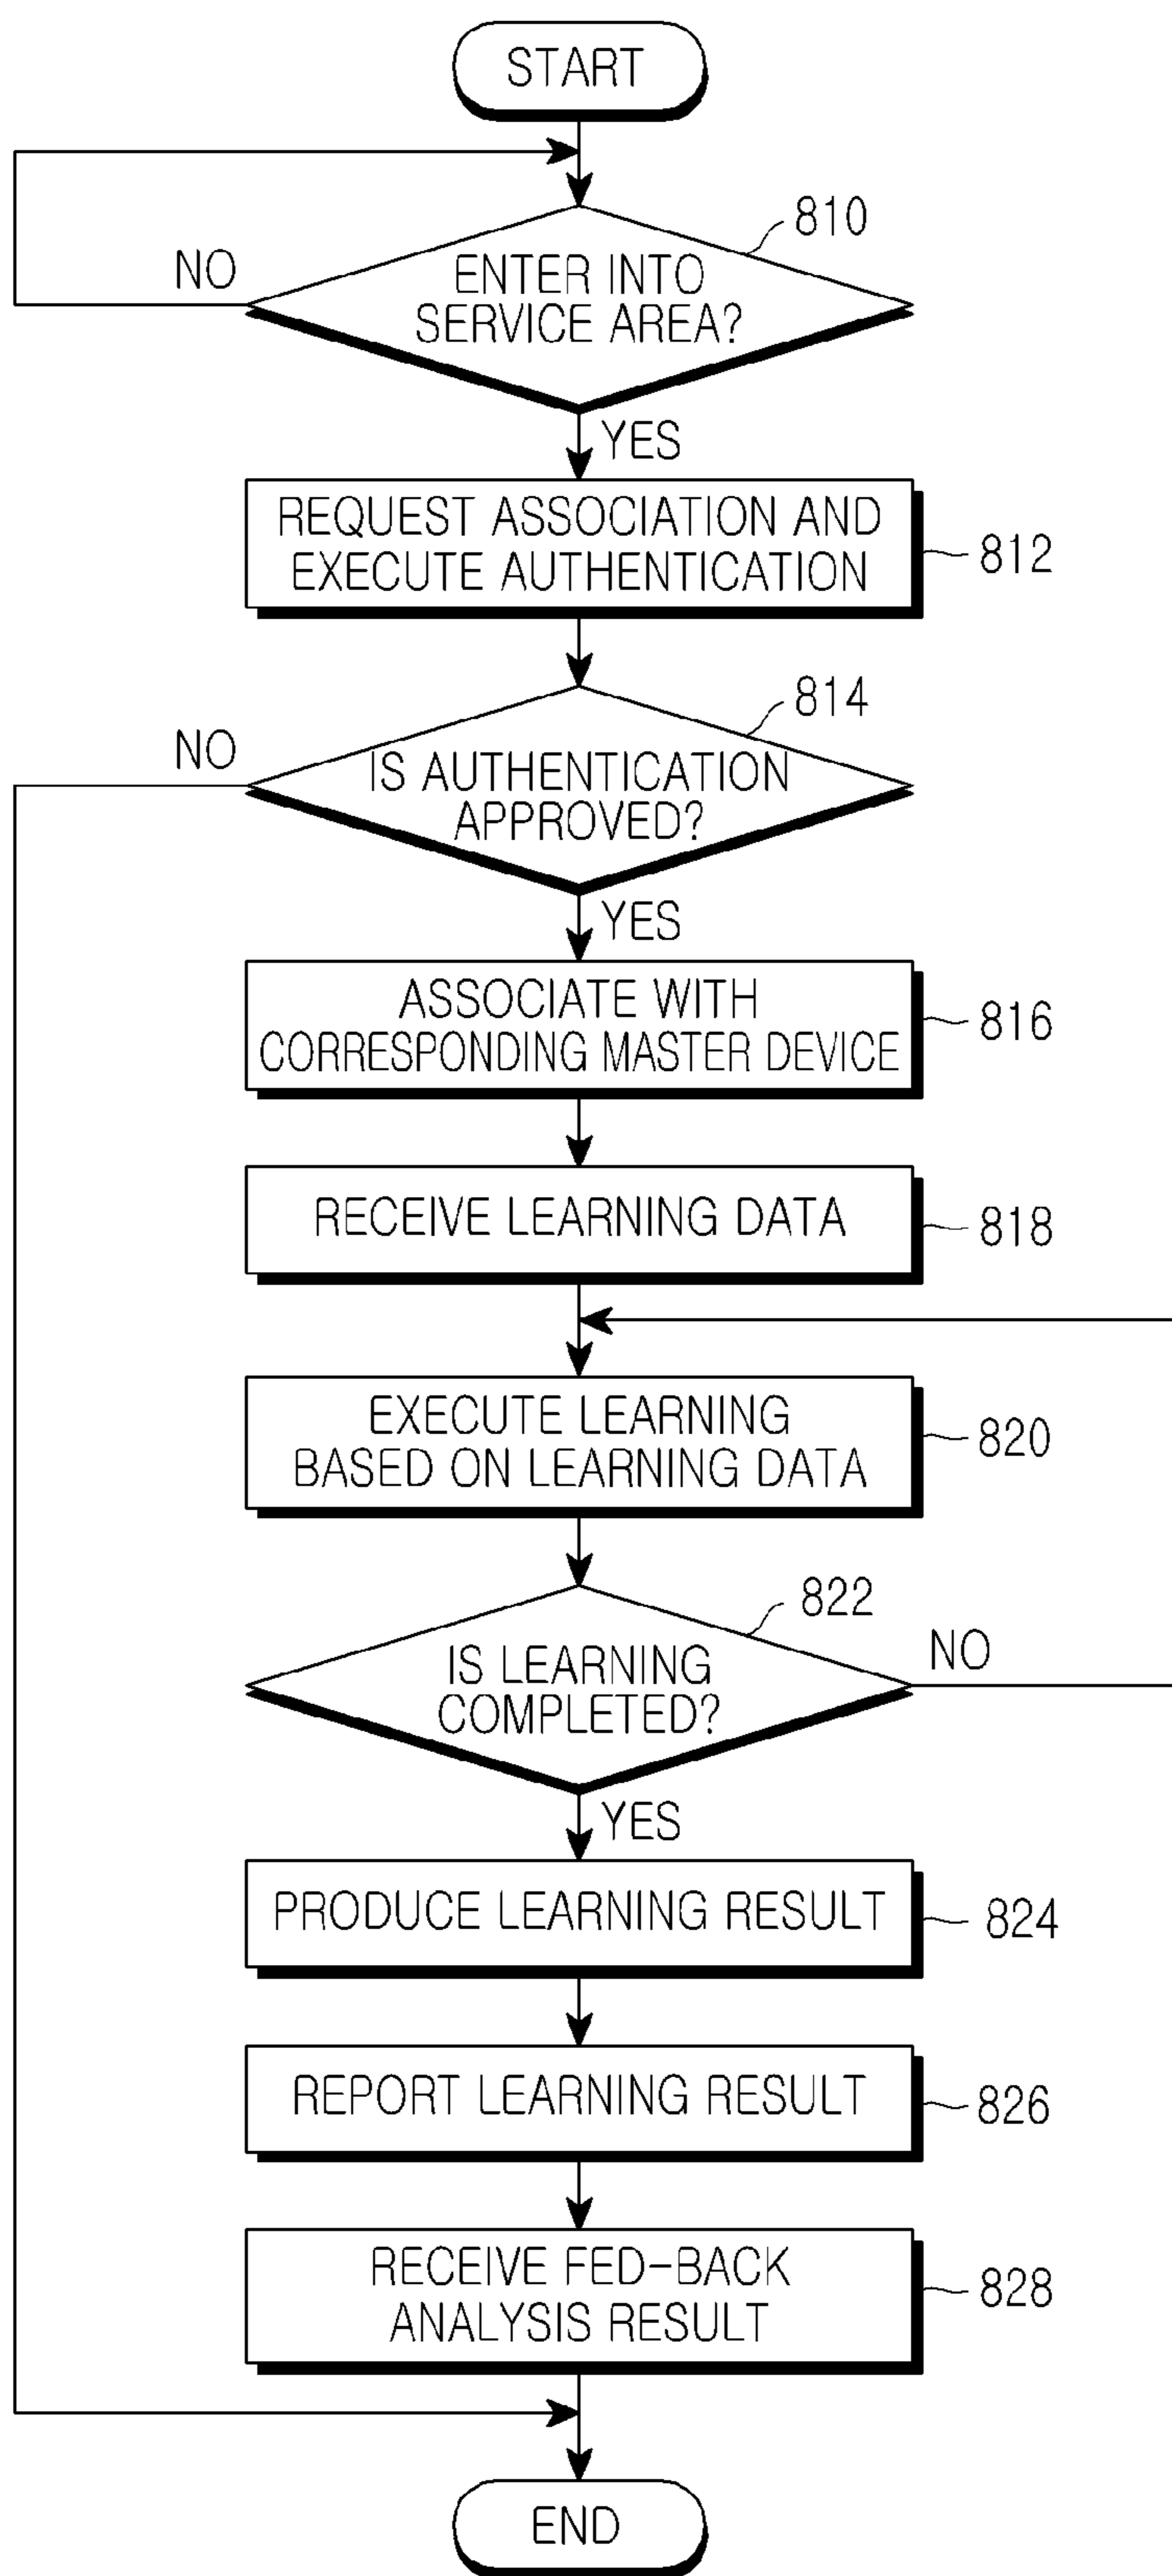 START
810
NO
ENTER INTO
SERVICE AREA?
YES
REQUEST ASSOCIATION AND
EXECUTE AUTHENTICATION
812
814
NO
IS AUTHENTICATION
APPROVED?
YES
ASSOCIATE WITH
CORRESPONDING MASTER DEVICE
816
RECEIVE LEARNING DATA
818
EXECUTE LEARNING
BASED ON LEARNING DATA
820
822
NO
IS LEARNING
COMPLETED?
YES
PRODUCE LEARNING RESULT
824
REPORT LEARNING RESULT
826
RECEIVE FED-BACK
ANALYSIS RESULT
828
END